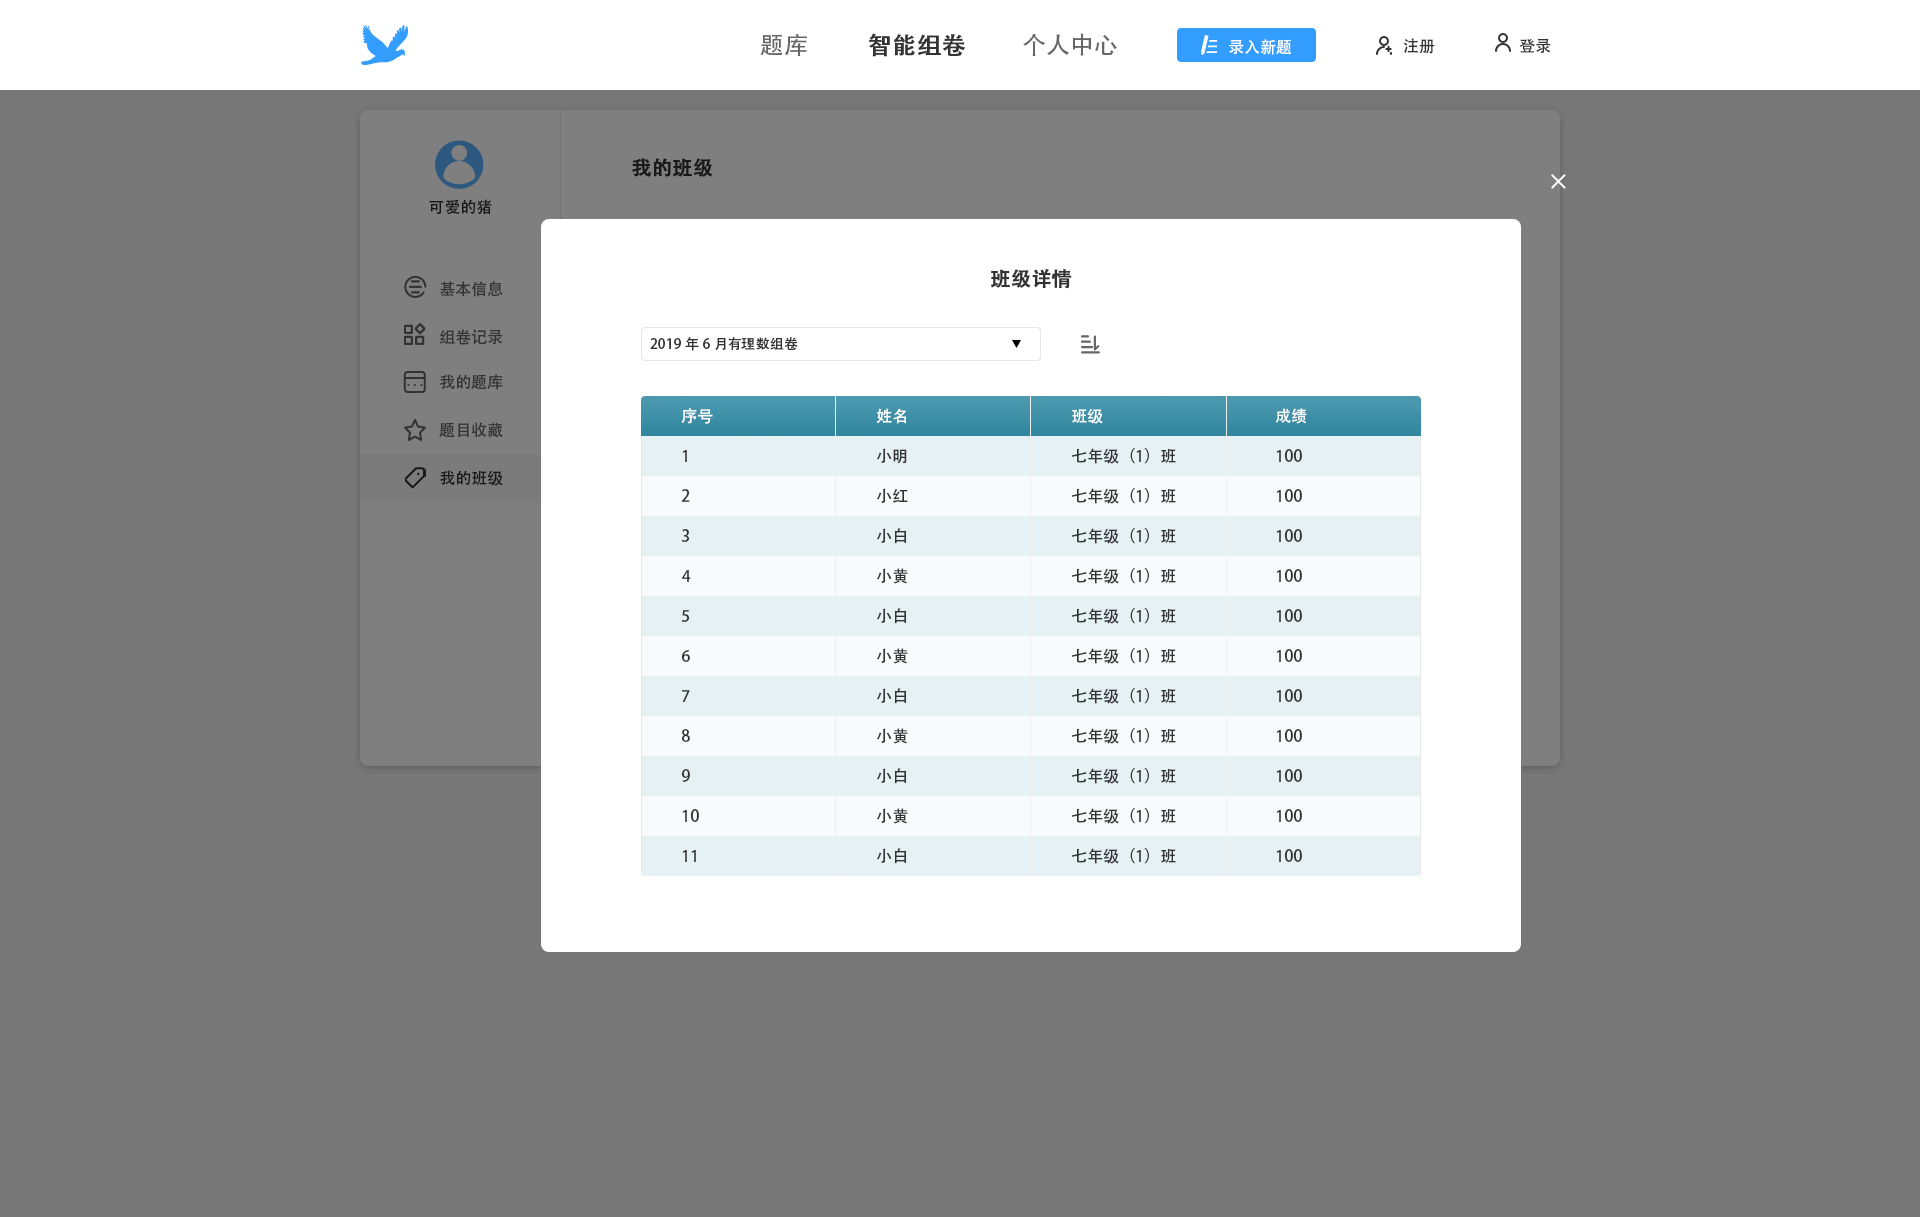 题库 智能组卷 个人中心 录入新题 注册 登录
可爱的猪
基本信息
组卷记录
我的题库
题目收藏
我的班级
我的班级
班级详情
2019 年 6 月有理数组卷 ▼
序号 姓名 班级 成绩
1 小明 七年级（1）班 100
2 小红 七年级（1）班 100
3 小白 七年级（1）班 100
4 小黄 七年级（1）班 100
5 小白 七年级（1）班 100
6 小黄 七年级（1）班 100
7 小白 七年级（1）班 100
8 小黄 七年级（1）班 100
9 小白 七年级（1）班 100
10 小黄 七年级（1）班 100
11 小白 七年级（1）班 100